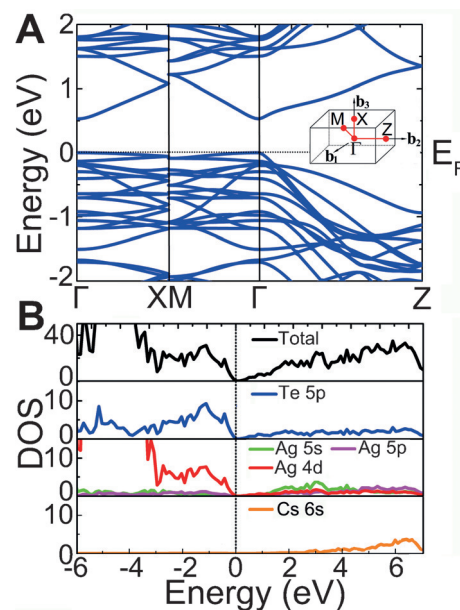 A
Energy (eV)
2
1
0
-1
-2
M
X
Z
Γ
b₃
b₂
b₁
Γ
X
M
Γ
Z
B
DOS
40
0
Total
10
0
Te 5p
10
0
Ag 5s
Ag 5p
Ag 4d
10
0
Cs 6s
-6 -4 -2 0 2 4 6
Energy (eV)